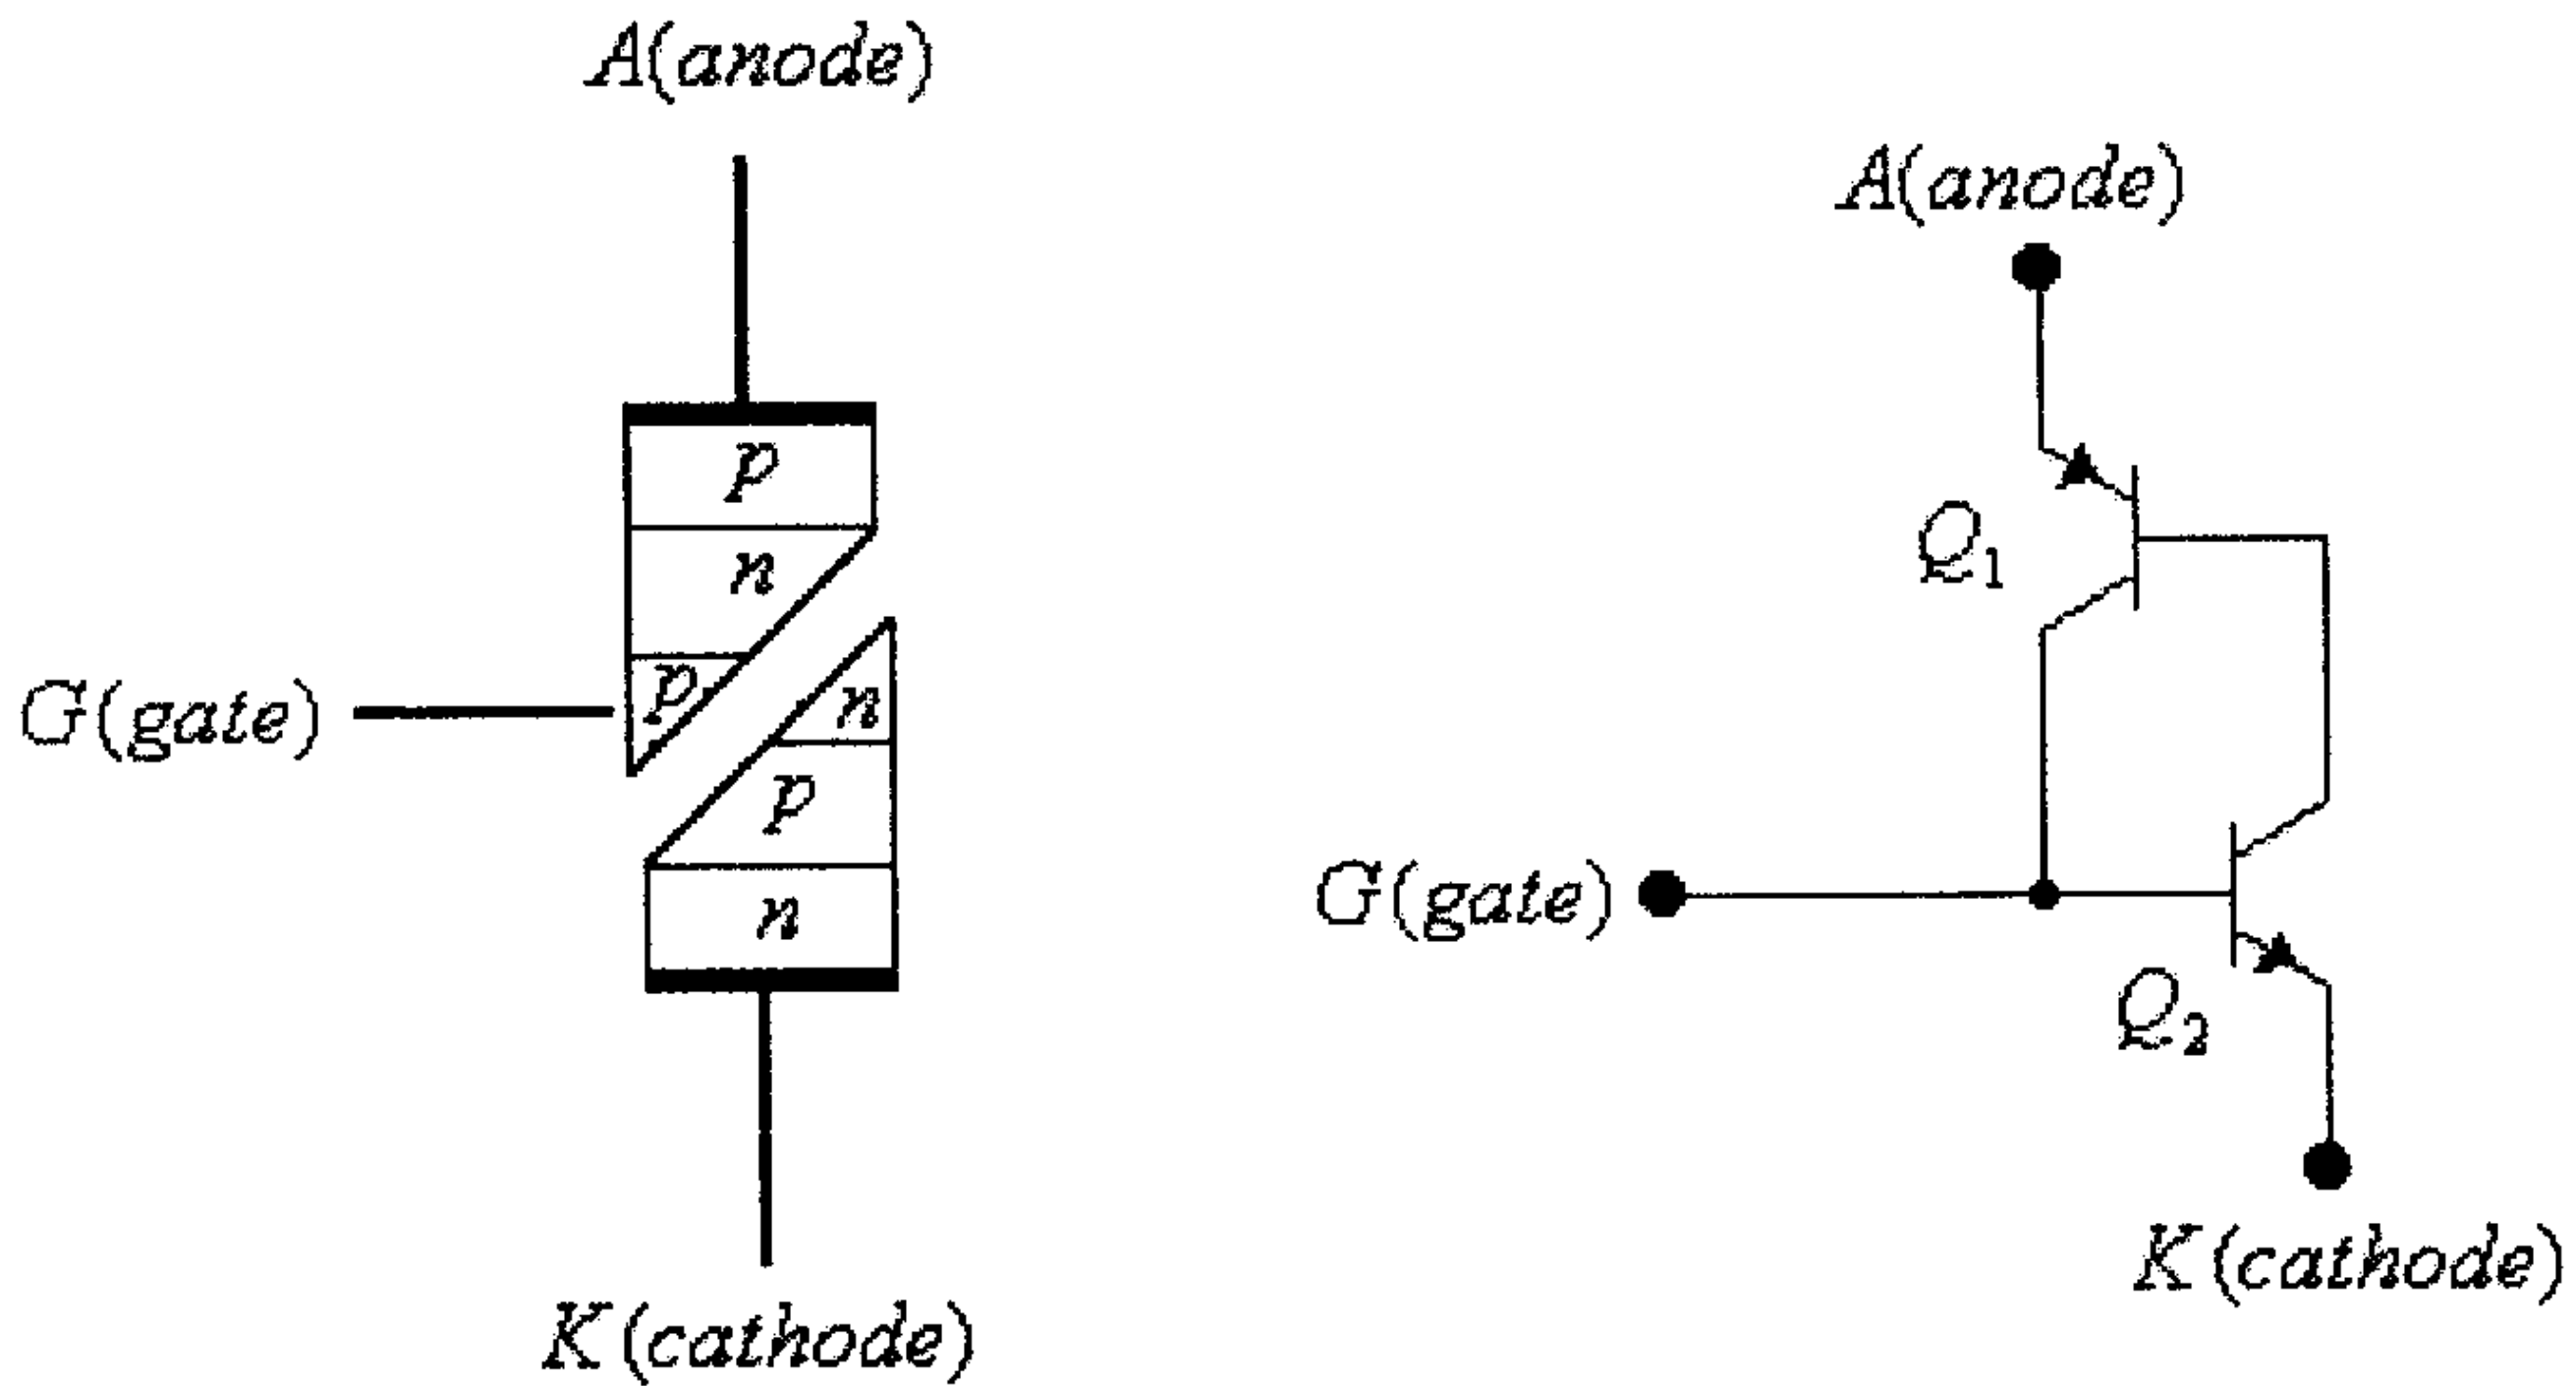 A(anode)
p
n
p
G(gate)
n
p
n
K(cathode)
A(anode)
Q1
G(gate)
Q2
K(cathode)